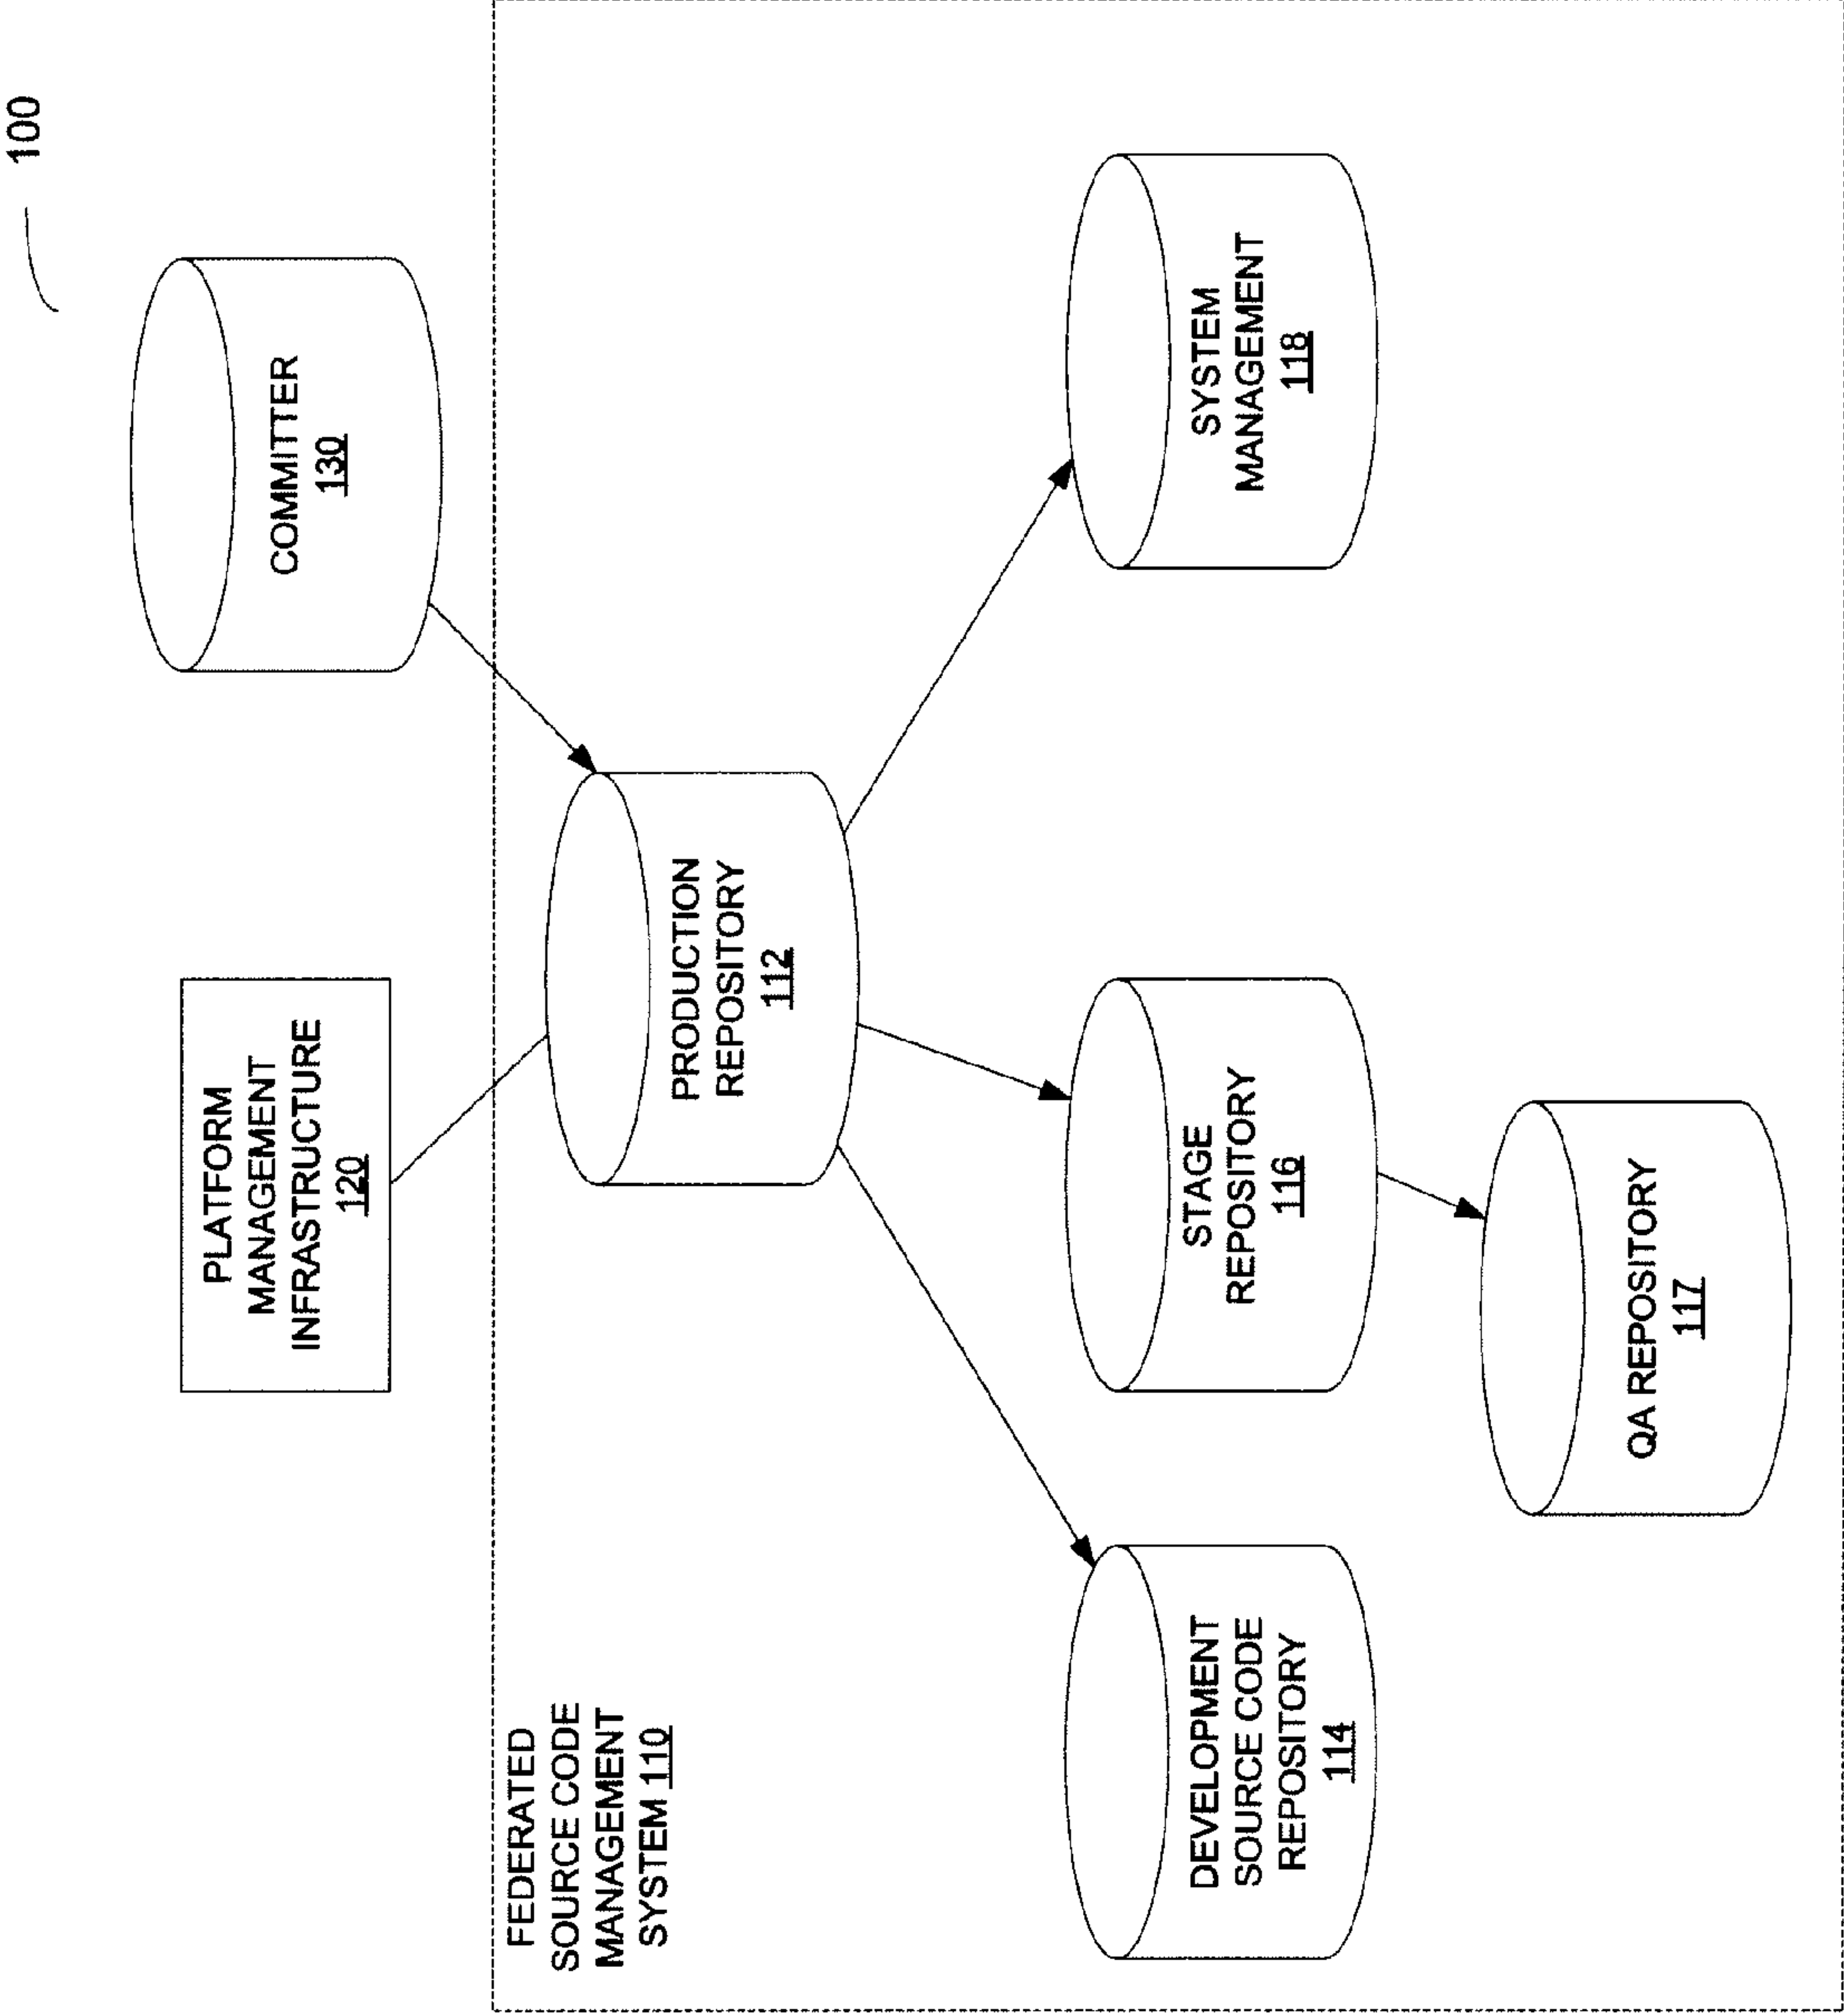 100
PLATFORM
MANAGEMENT
INFRASTRUCTURE
120
COMMITTER
130
FEDERATED
SOURCE CODE
MANAGEMENT
SYSTEM 110
PRODUCTION
REPOSITORY
112
DEVELOPMENT
SOURCE CODE
REPOSITORY
114
STAGE
REPOSITORY
116
SYSTEM
MANAGEMENT
118
QA REPOSITORY
117